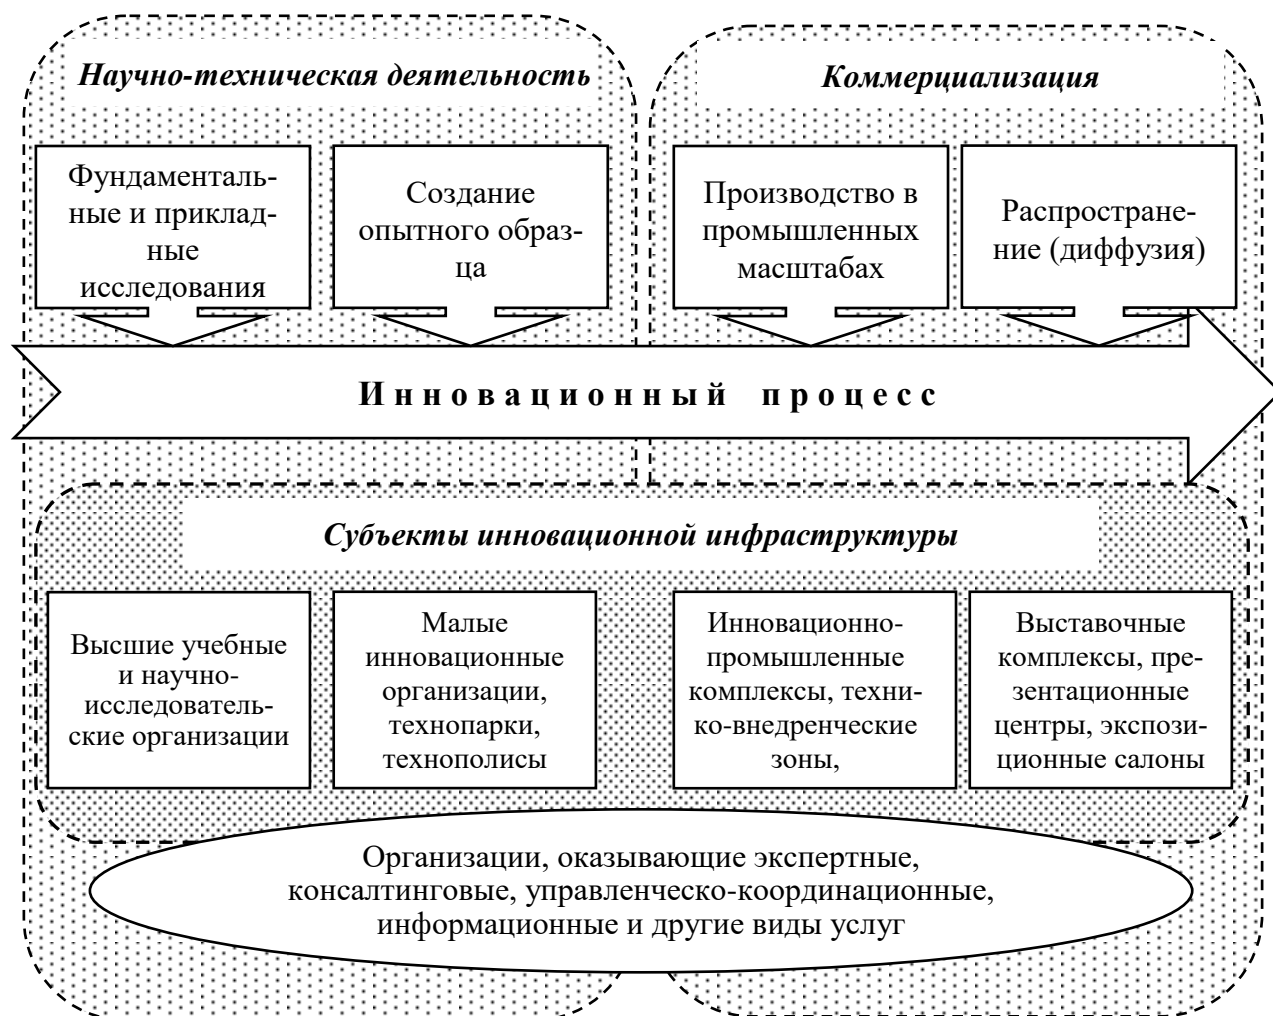 Научно-техническая деятельность
Коммерциализация
Фундаменталь-
ные и приклад-
ные
исследования
Создание
опытного образ-
ца
Производство в
промышленных
масштабах
Распростране-
ние (диффузия)
Инновационный процесс
Субъекты инновационной инфраструктуры
Высшие учебные
и научно-
исследователь-
ские организации
Малые
инновационные
организации,
технопарки,
технополисы
Инновационно-
промышленные
комплексы, техни-
ко-внедренческие
зоны,
Выставочные
комплексы, пре-
зентационные
центры, экспози-
ционные салоны
Организации, оказывающие экспертные,
консалтинговые, управленческо-координационные,
информационные и другие виды услуг